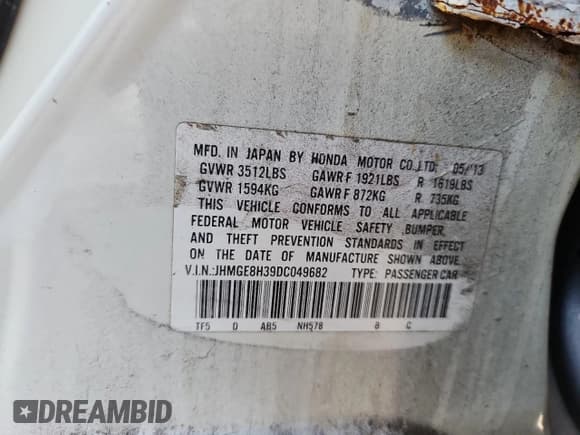 MFD. IN JAPAN BY HONDA MOTOR CO.,LTD. 05/'13
GVWR 3512LBS GAWR F 1921LBS R 1619LBS
GVWR 1594KG GAWR F 872KG R 735KG
THIS VEHICLE CONFORMS TO ALL APPLICABLE
FEDERAL MOTOR VEHICLE SAFETY BUMPER,
AND THEFT PREVENTION STANDARDS IN EFFECT
ON THE DATE OF MANUFACTURE SHOWN ABOVE.
V.I.N.:JHMGE8H39DC049682 TYPE: PASSENGER CAR
TF5 D AB5 NH578 B C
DREAMBID